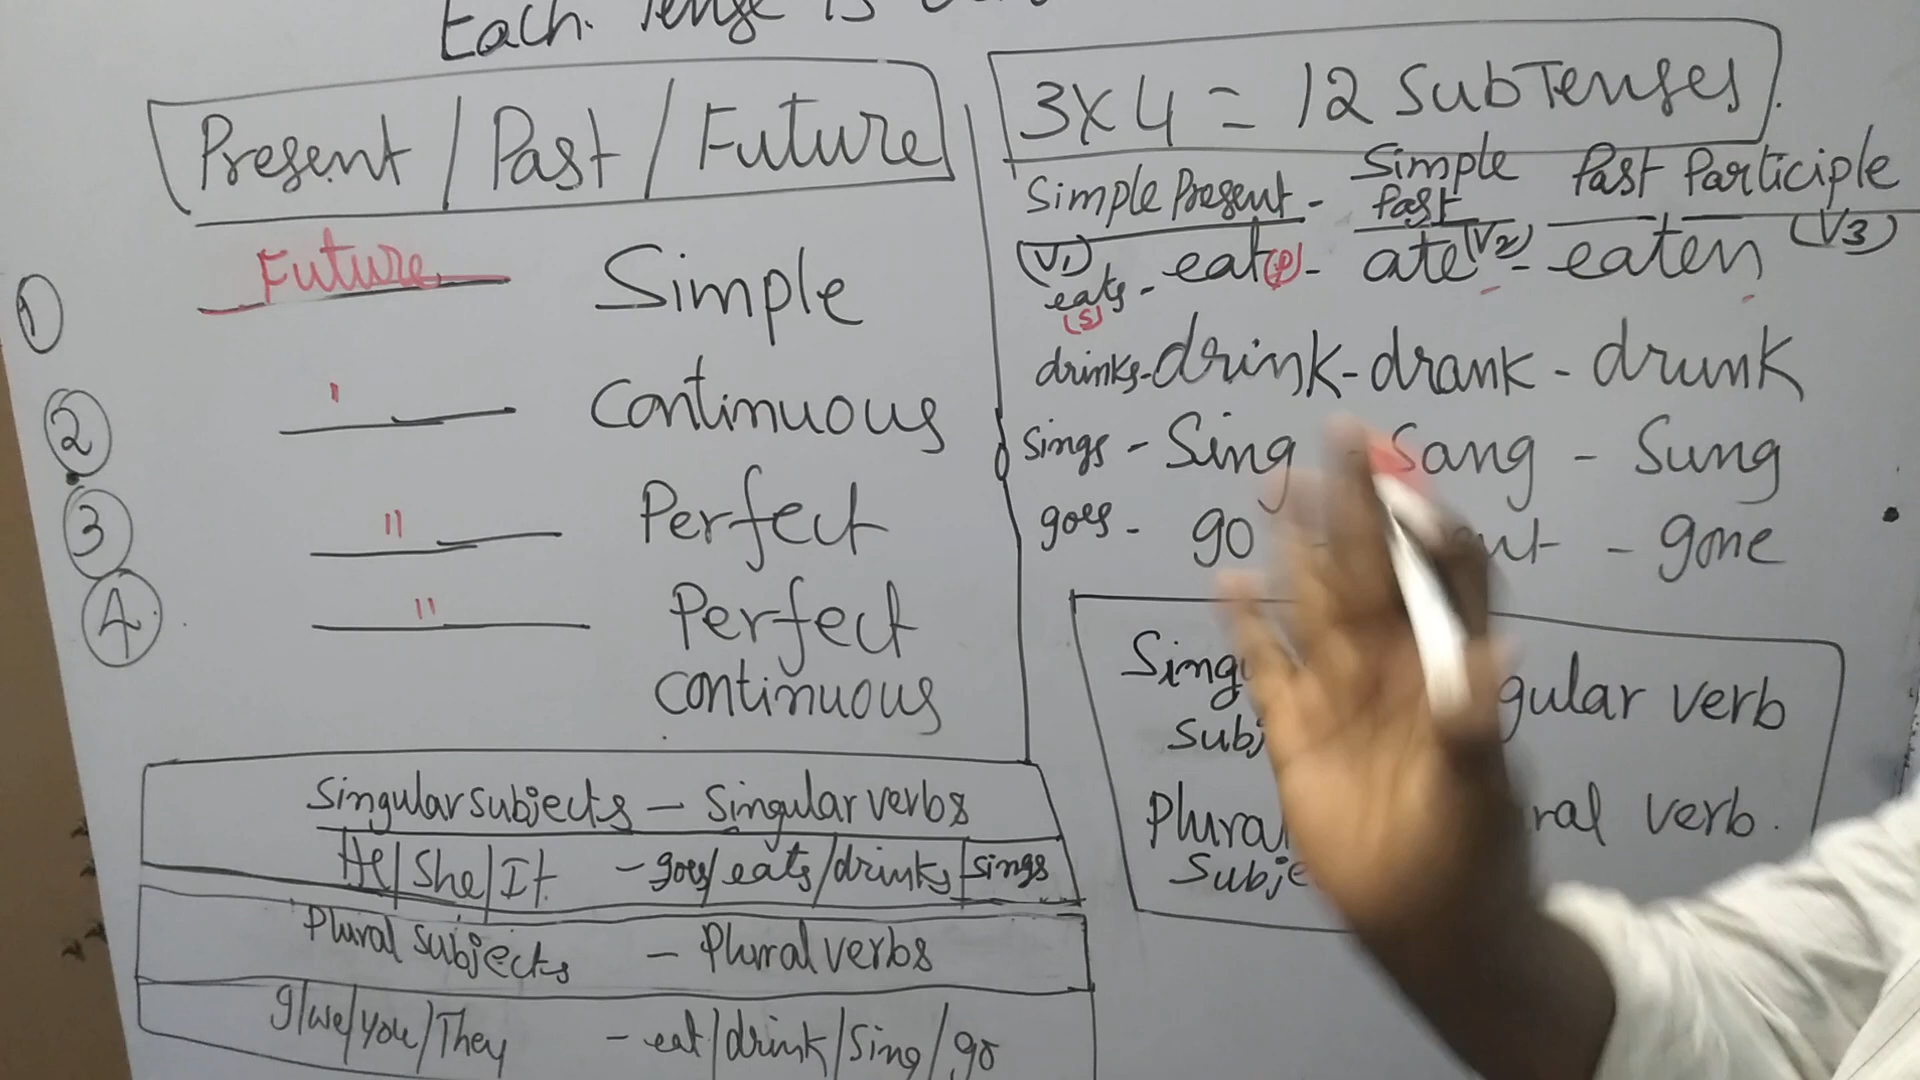 Each Tense is
Present / Past / Future
① Future Simple
② " Continuous
③ " Perfect
④ " Perfect
continuous
Singular subjects – Singular verbs
He/She/It – goes/eats/drinks/sings
Plural subjects – Plural verbs
I/we/you/They – eat/drink/Sing/go
3X4 = 12 SubTenses.
Simple Present - Simple Past - Past Participle
(V1) eats (S) - eat (P) - ate (V2) - eaten (V3)
drinks - drink - drank - drunk
Sings - Sing - Sang - Sung
goes - go - - gone
verb
Plural verb.